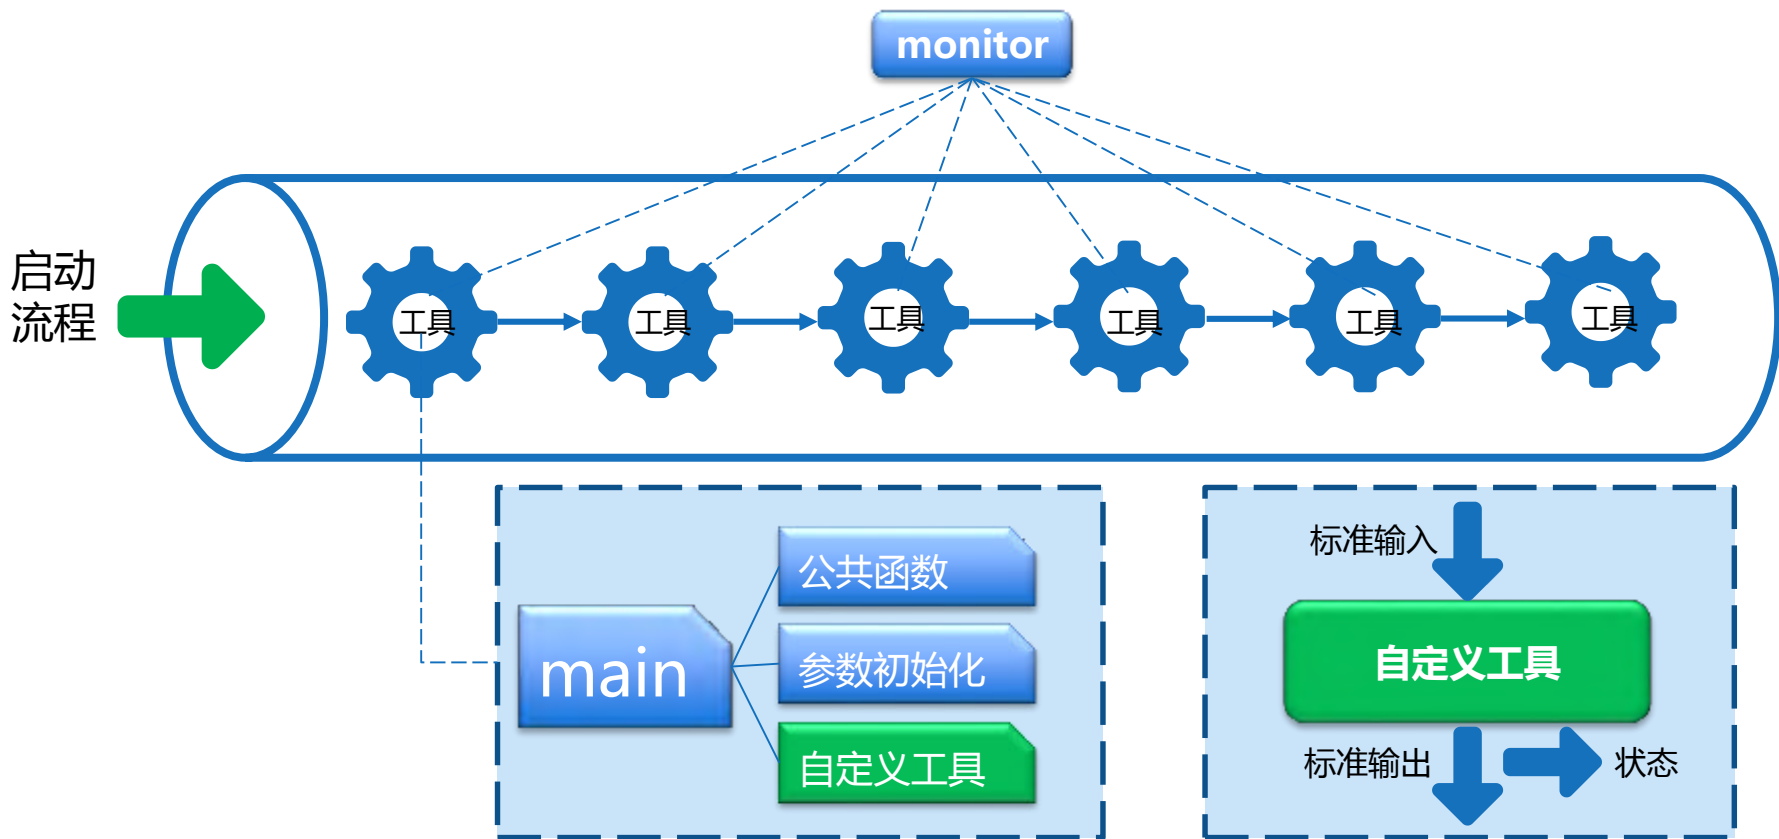 monitor
启动
流程
工具
工具
工具
工具
工具
工具
main
公共函数
参数初始化
自定义工具
标准输入
自定义工具
标准输出
状态